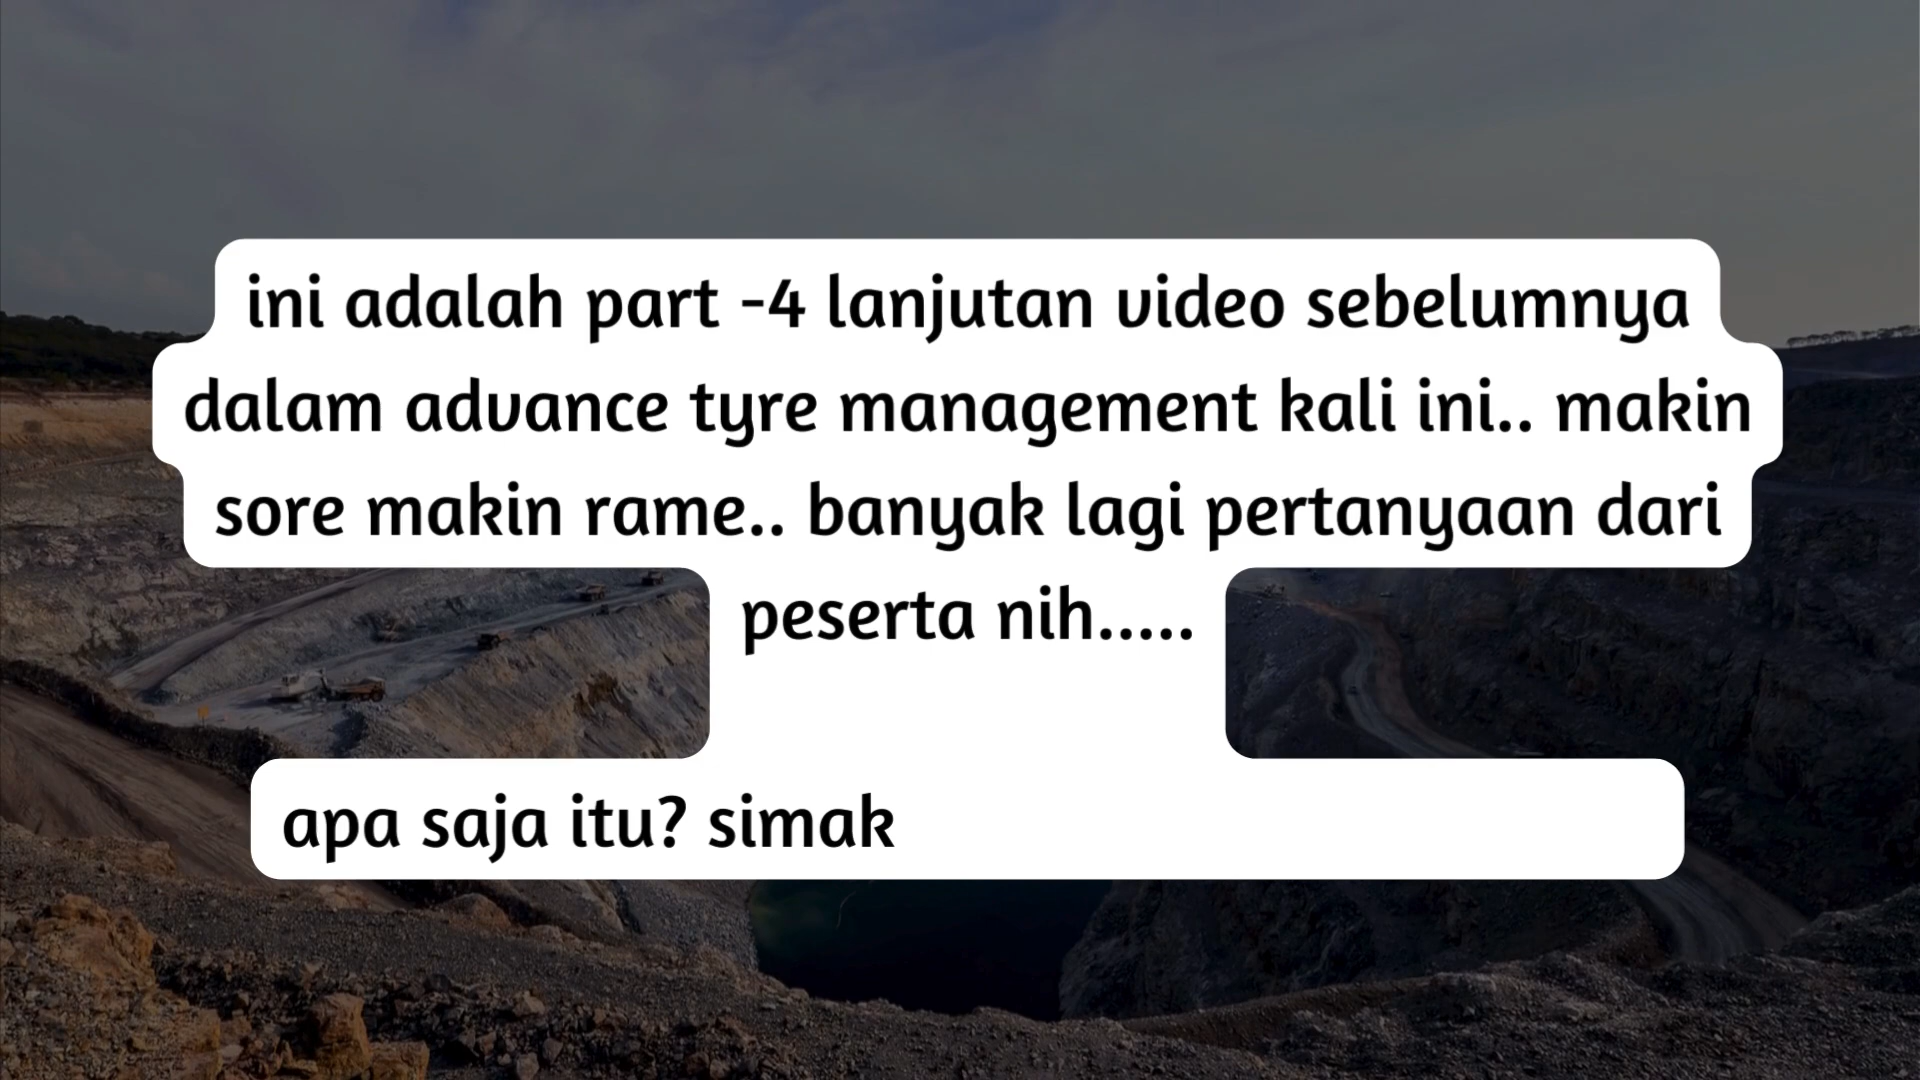 ini adalah part -4 lanjutan video sebelumnya
dalam advance tyre management kali ini.. makin
sore makin rame.. banyak lagi pertanyaan dari
peserta nih.....
apa saja itu? simak